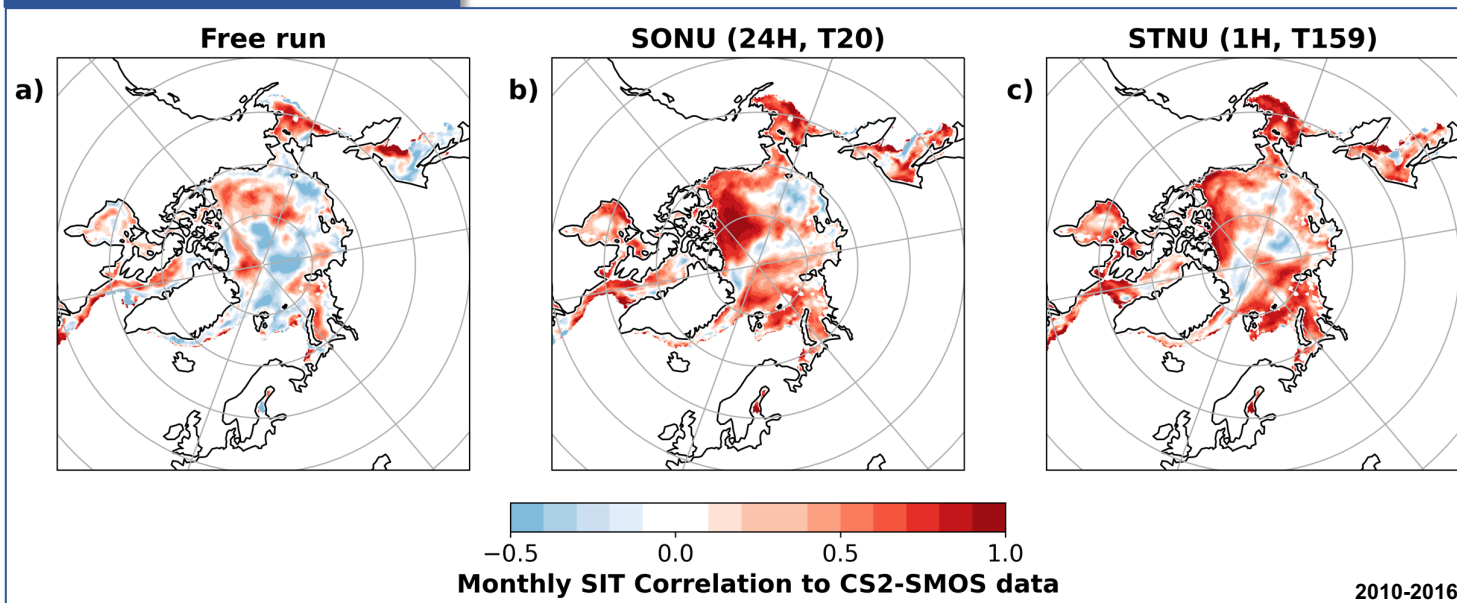 Free run
SONU (24H, T20)
STNU (1H, T159)
a)
b)
c)
−0.5
0.0
0.5
1.0
Monthly SIT Correlation to CS2-SMOS data
2010-2016